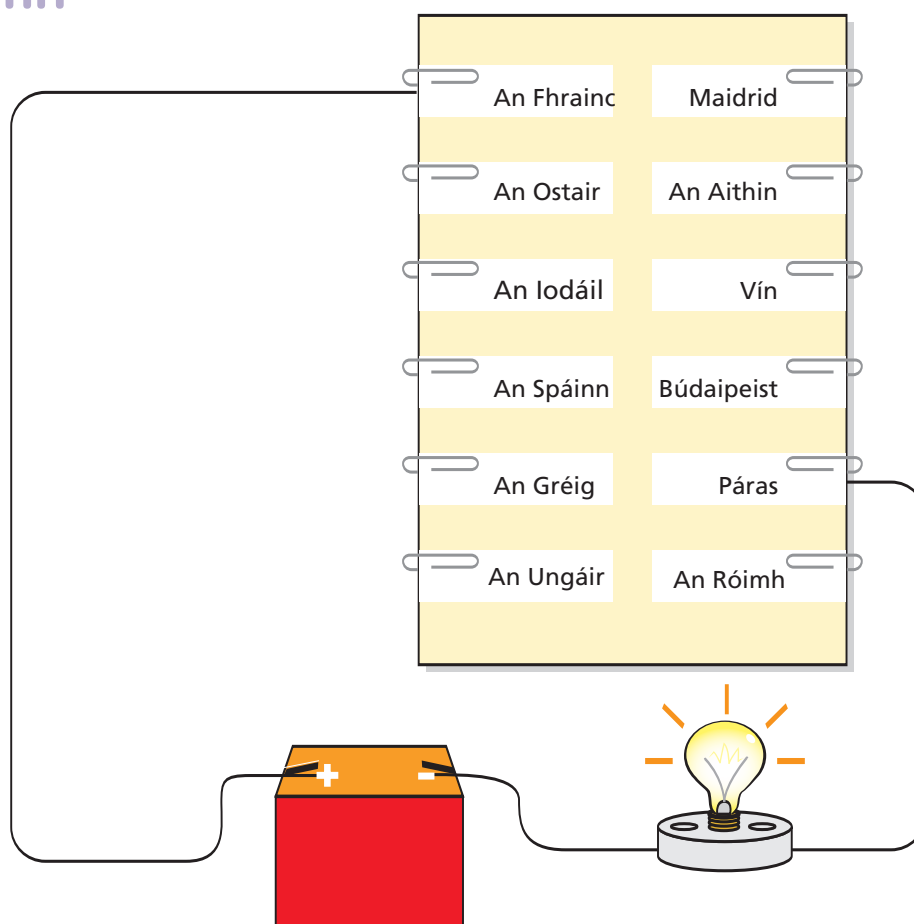 An Fhrainc Maidrid
An Ostair An Aithin
An Iodáil Vín
An Spáinn Búdaipeist
An Gréig Páras
An Ungáir An Róimh
+ -